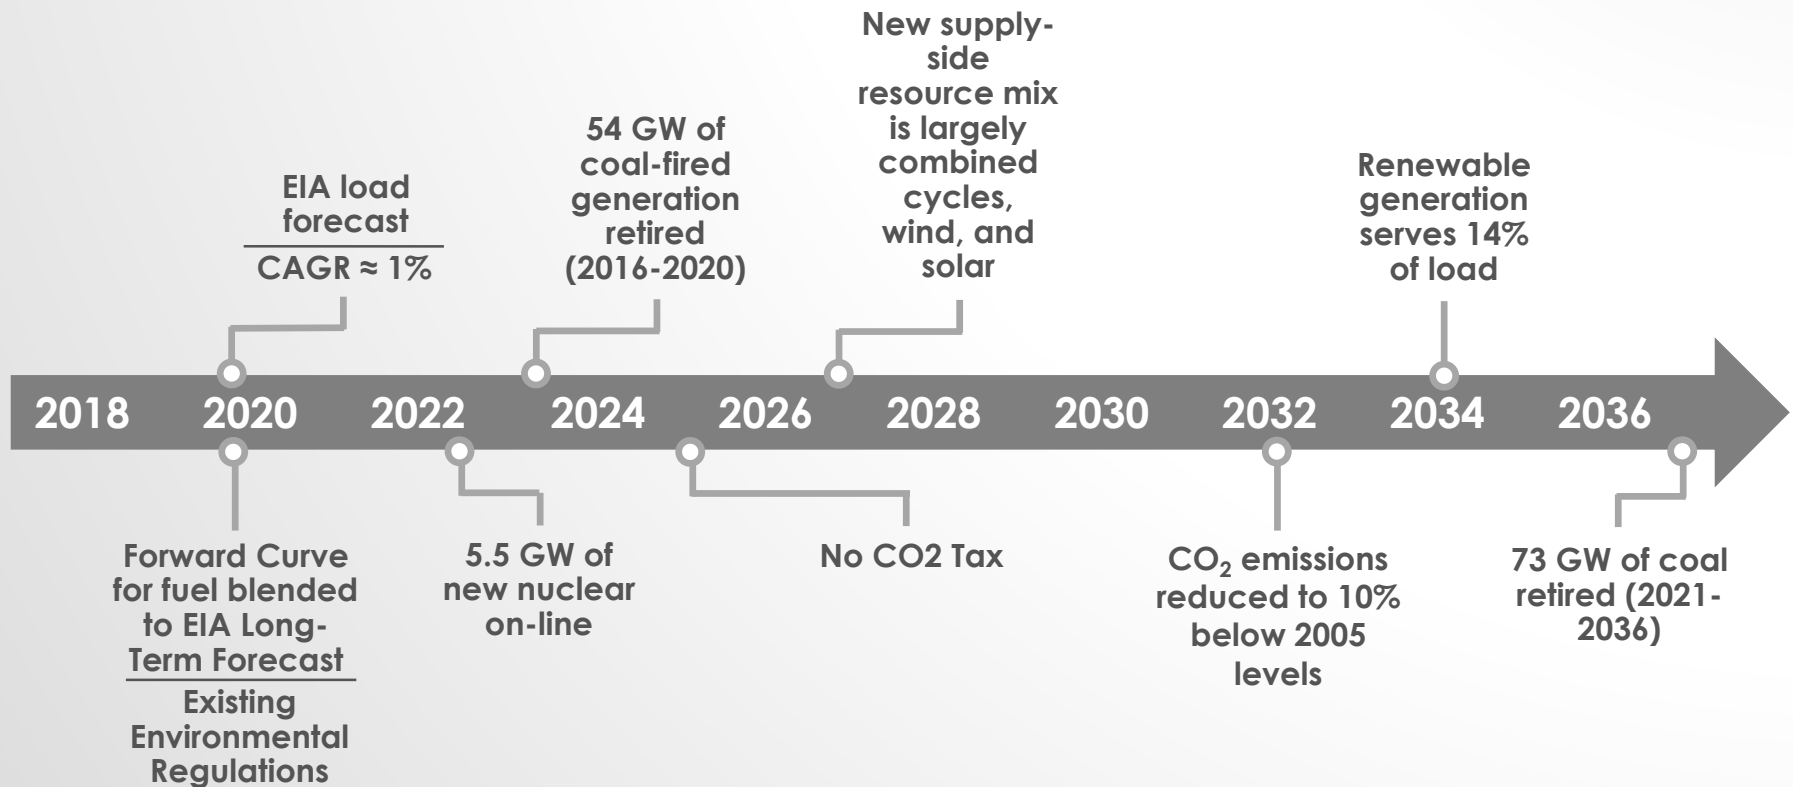 EIA load
forecast
CAGR ≈ 1%
54 GW of
coal-fired
generation
retired
(2016-2020)
New supply-
side
resource mix
is largely
combined
cycles,
wind, and
solar
Renewable
generation
serves 14%
of load
2018 2020 2022 2024 2026 2028 2030 2032 2034 2036
Forward Curve
for fuel blended
to EIA Long-
Term Forecast
Existing
Environmental
Regulations
5.5 GW of
new nuclear
on-line
No CO2 Tax
CO₂ emissions
reduced to 10%
below 2005
levels
73 GW of coal
retired (2021-
2036)